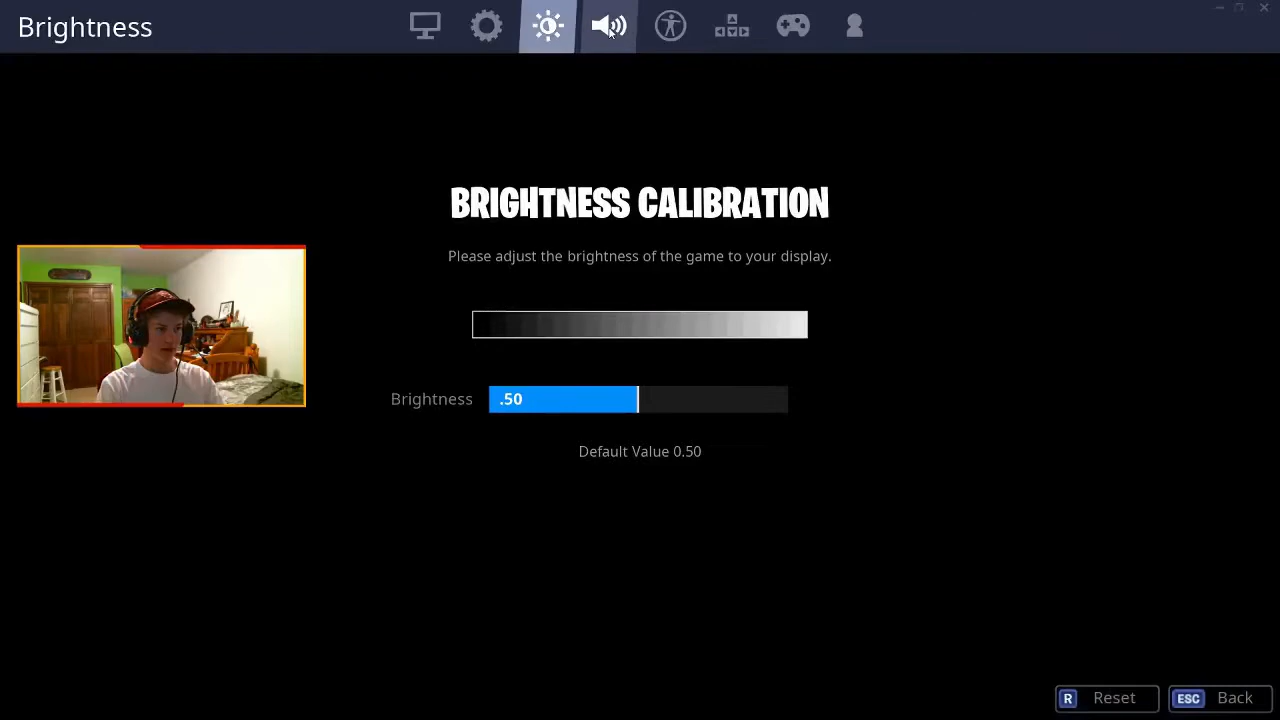 Brightness
BRIGHTNESS CALIBRATION
Please adjust the brightness of the game to your display.
Brightness .50
Default Value 0.50
R Reset ESC Back